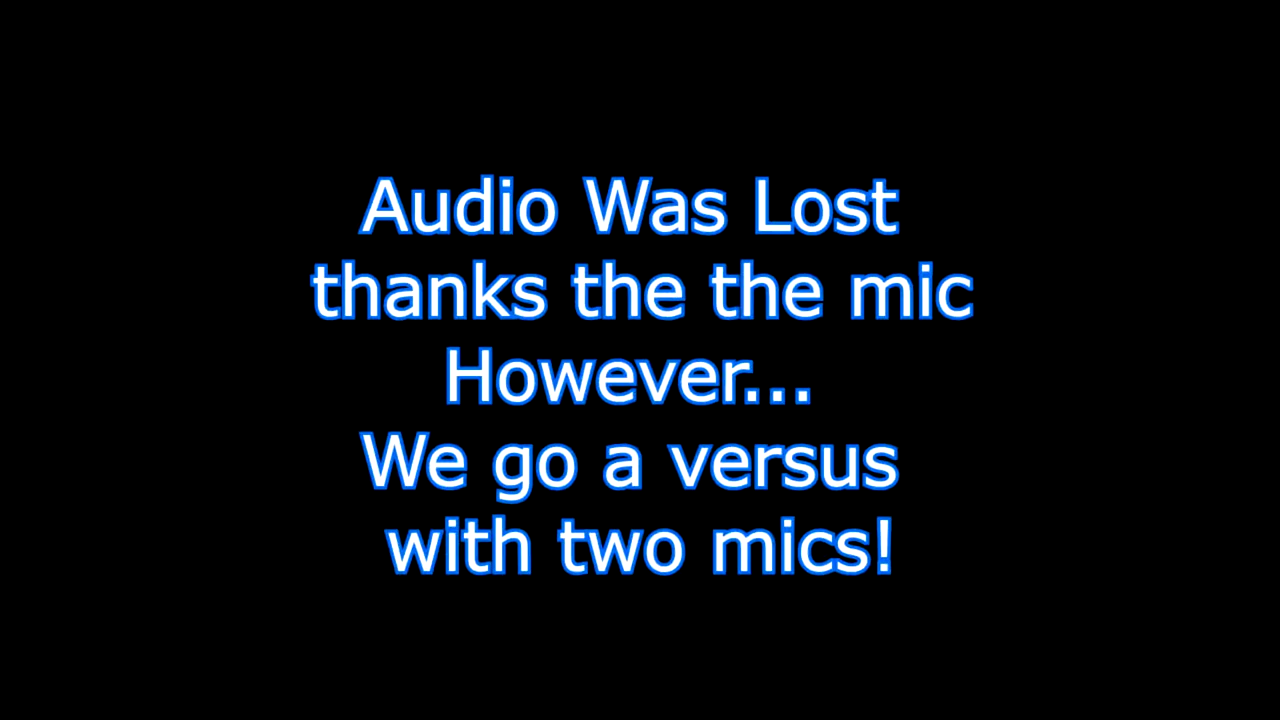 Audio Was Lost
thanks the the mic
However...
We go a versus
with two mics!